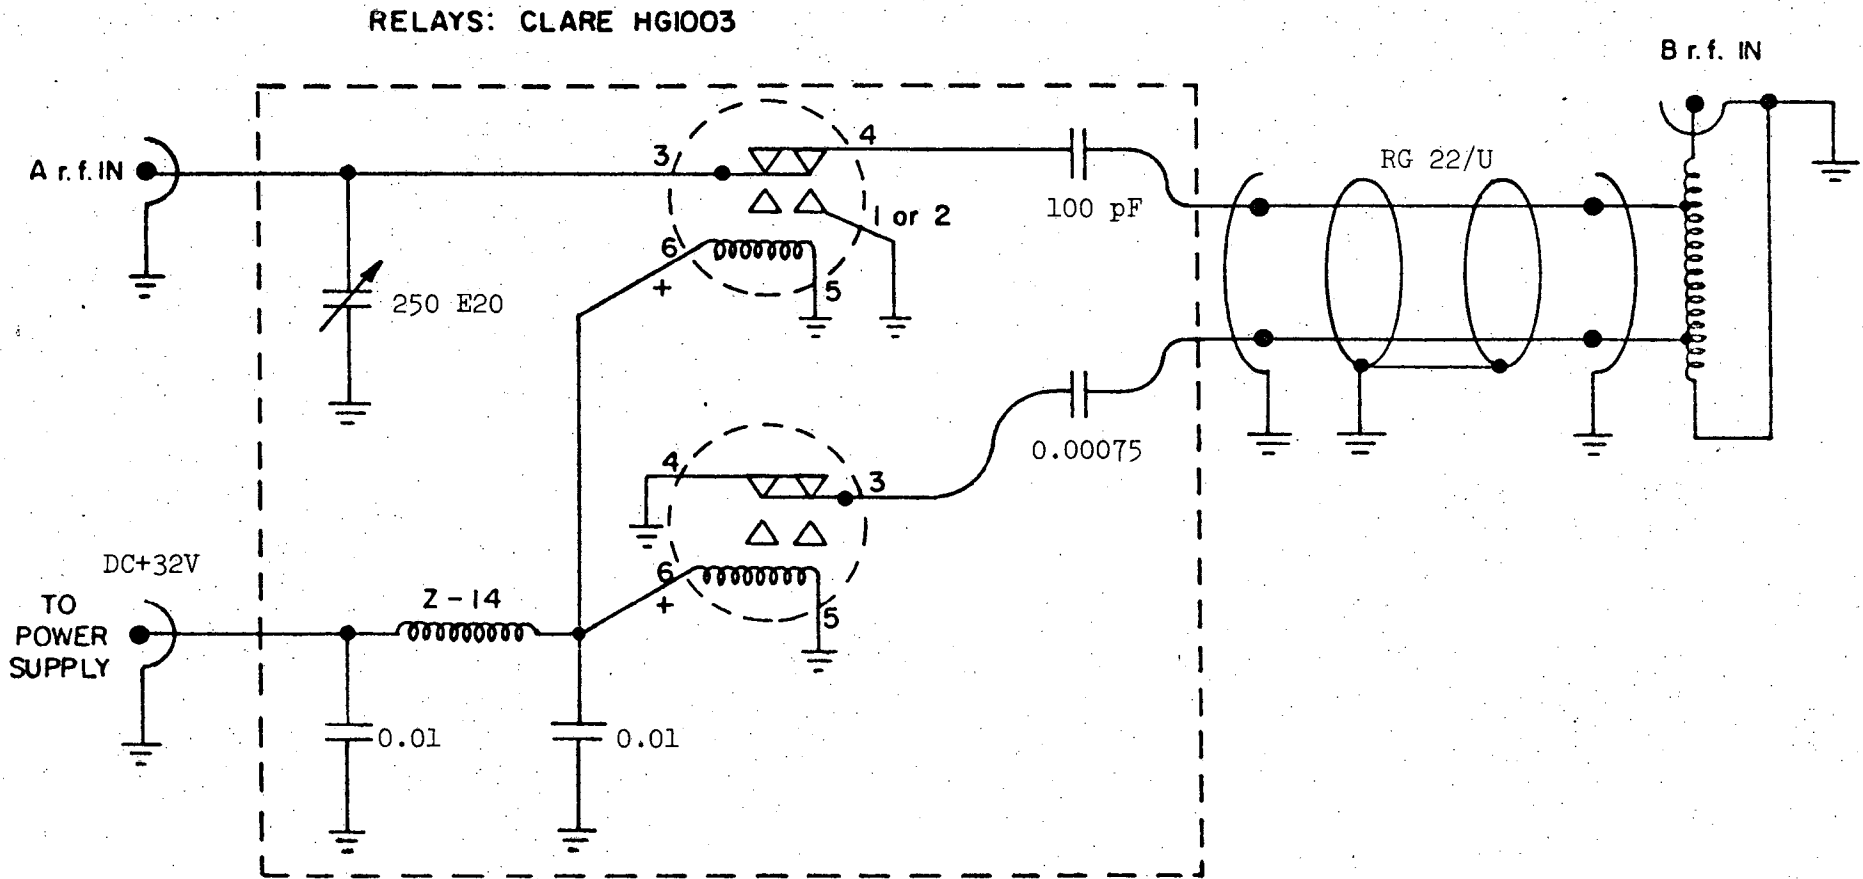 RELAYS: CLARE HG1003
B r.f. IN
A r.f. IN
3
4
RG 22/U
100 pF
1 or 2
6
+
5
250 E20
0.00075
4
3
DC+32V
6
+
Z-14
5
TO
POWER
SUPPLY
0.01
0.01